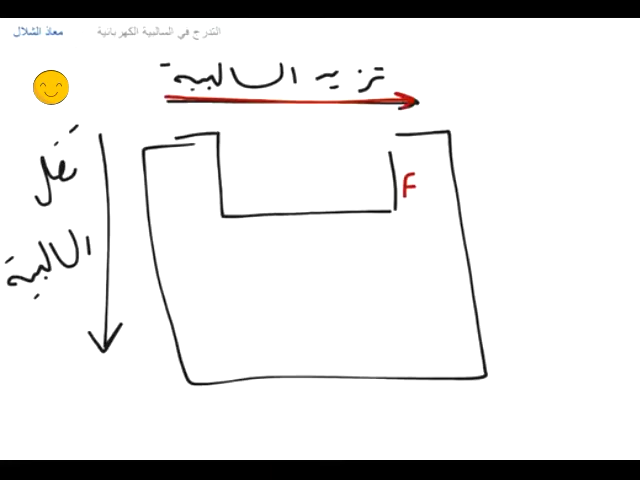 التدرج في السالبية الكهربائية
معاذ الشلال
تزيد السالبية
تقل
السالبية
F